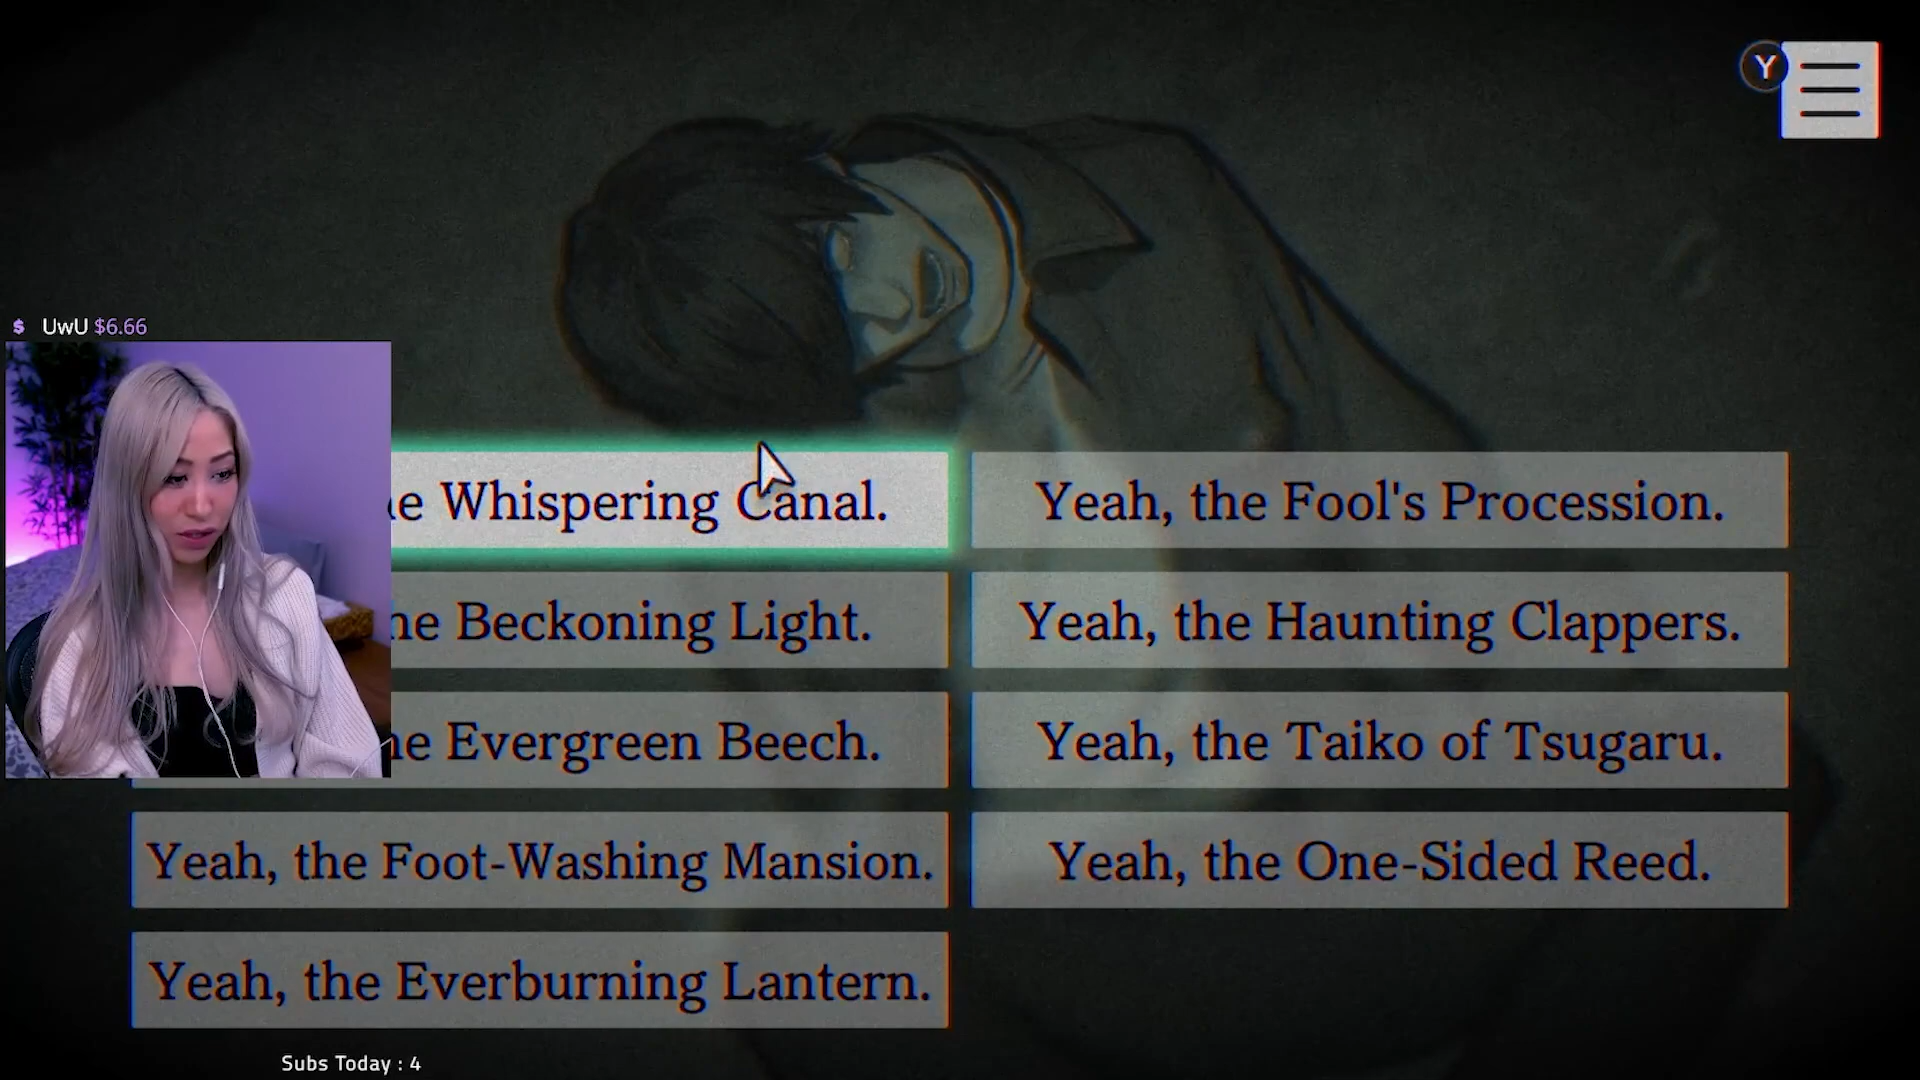 Y
$ UwU $6.66
Whispering Canal.
Yeah, the Fool's Procession.
Beckoning Light.
Yeah, the Haunting Clappers.
Evergreen Beech.
Yeah, the Taiko of Tsugaru.
Yeah, the Foot-Washing Mansion.
Yeah, the One-Sided Reed.
Yeah, the Everburning Lantern.
Subs Today : 4